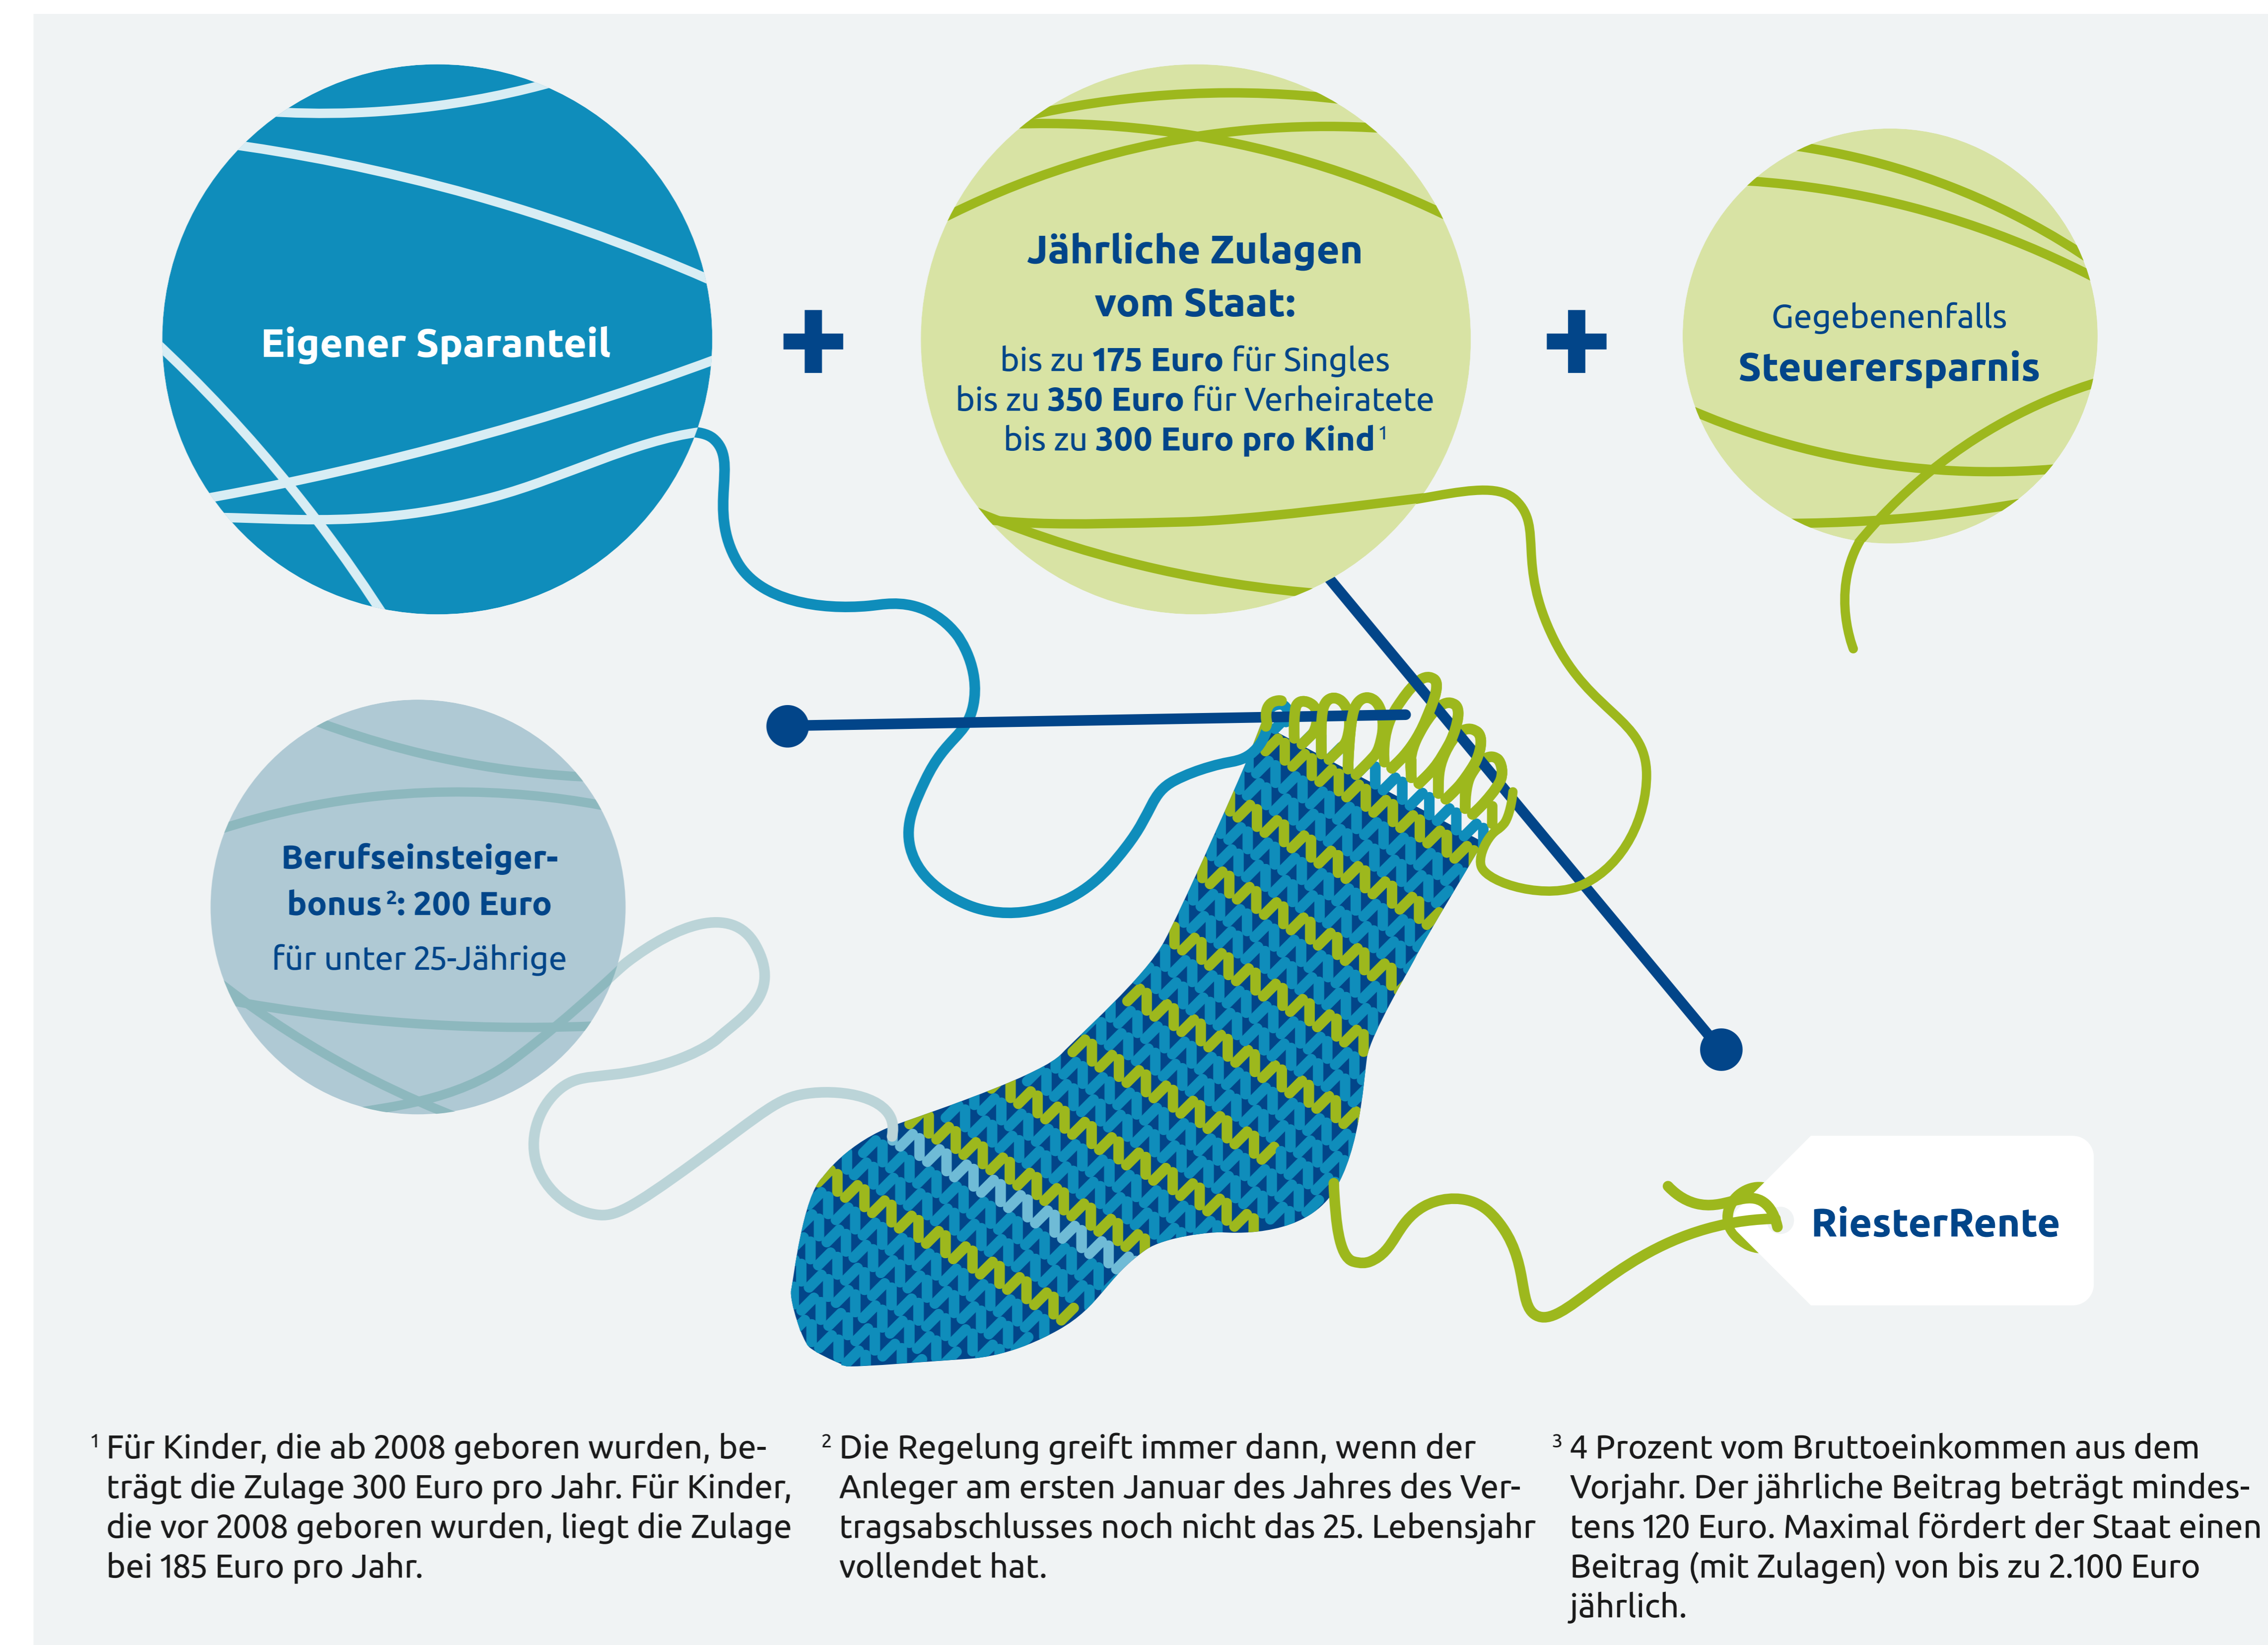 Eigener Sparanteil
+
Jährliche Zulagen
vom Staat:
bis zu 175 Euro für Singles
bis zu 350 Euro für Verheiratete
bis zu 300 Euro pro Kind¹
+
Gegebenenfalls
Steuerersparnis
Berufseinsteiger-
bonus²: 200 Euro
für unter 25-Jährige
RiesterRente
¹ Für Kinder, die ab 2008 geboren wurden, be-
trägt die Zulage 300 Euro pro Jahr. Für Kinder,
die vor 2008 geboren wurden, liegt die Zulage
bei 185 Euro pro Jahr.
² Die Regelung greift immer dann, wenn der
Anleger am ersten Januar des Jahres des Ver-
tragsabschlusses noch nicht das 25. Lebensjahr
vollendet hat.
³ 4 Prozent vom Bruttoeinkommen aus dem
Vorjahr. Der jährliche Beitrag beträgt mindes-
tens 120 Euro. Maximal fördert der Staat einen
Beitrag (mit Zulagen) von bis zu 2.100 Euro
jährlich.